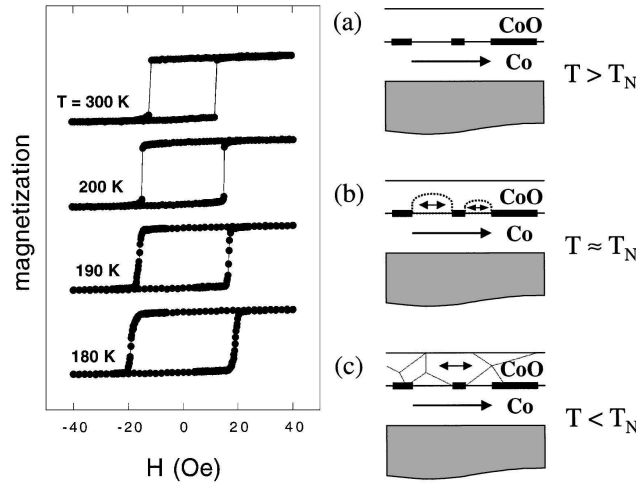 magnetization
T = 300 K
200 K
190 K
180 K
-40 -20 0 20 40
H (Oe)
(a)
CoO
Co
T > T_N
(b)
CoO
Co
T ≈ T_N
(c)
CoO
Co
T < T_N